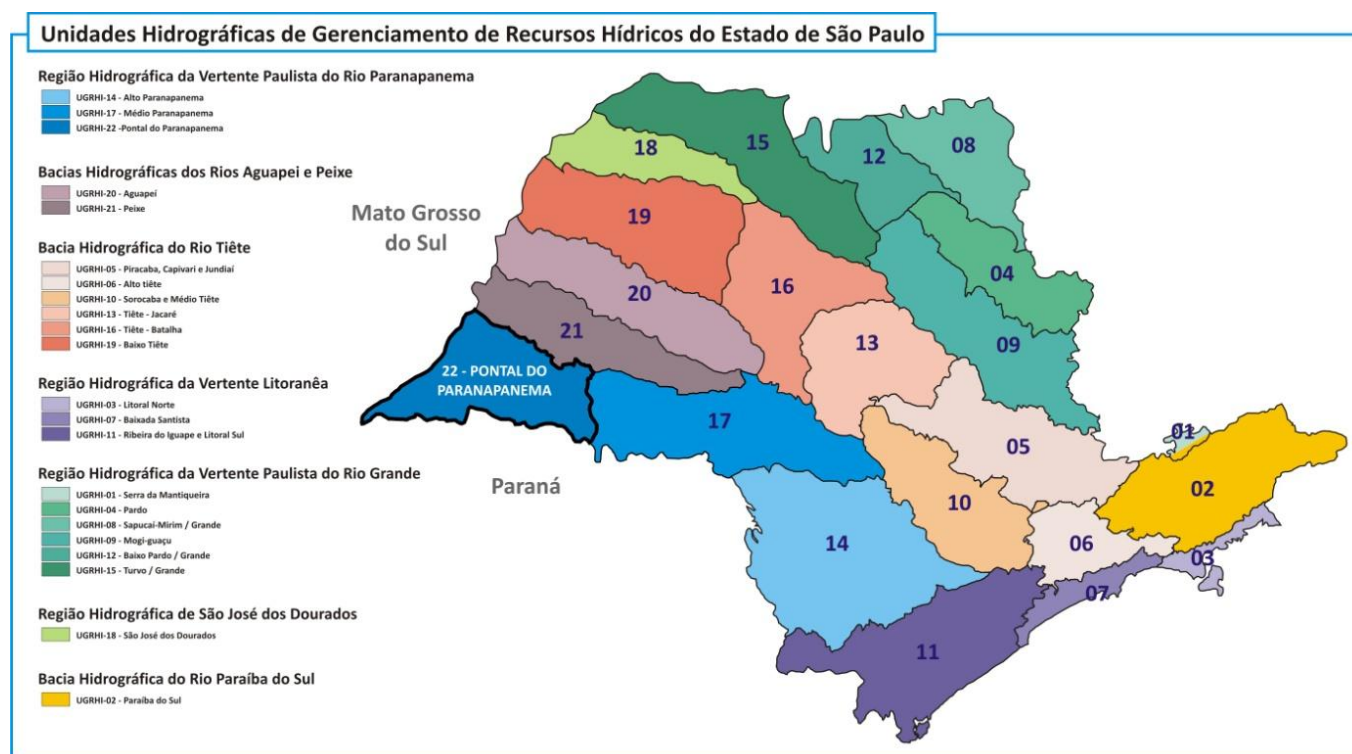 Unidades Hidrográficas de Gerenciamento de Recursos Hídricos do Estado de São Paulo
Região Hidrográfica da Vertente Paulista do Rio Paranapanema
UGRHI-14 - Alto Paranapanema
UGRHI-17 - Médio Paranapanema
UGRHI-22 -Pontal do Paranapanema
Bacias Hidrográficas dos Rios Aguapei e Peixe
UGRHI-20 - Aguapeí
UGRHI-21 - Peixe
Bacia Hidrográfica do Rio Tiête
UGRHI-05 - Piracaba, Capivari e Jundiaí
UGRHI-06 - Alto tiête
UGRHI-10 - Sorocaba e Médio Tiête
UGRHI-13 - Tiête - Jacaré
UGRHI-16 - Tiête - Batalha
UGRHI-19 - Baixo Tiête
Região Hidrográfica da Vertente Litoranêa
UGRHI-03 - Litoral Norte
UGRHI-07 - Baixada Santista
UGRHI-11 - Ribeira do Iguape e Litoral Sul
Região Hidrográfica da Vertente Paulista do Rio Grande
UGRHI-01 - Serra da Mantiqueira
UGRHI-04 - Pardo
UGRHI-08 - Sapucaí-Mirim / Grande
UGRHI-09 - Mogi-guaçu
UGRHI-12 - Baixo Pardo / Grande
UGRHI-15 - Turvo / Grande
Região Hidrográfica de São José dos Dourados
UGRHI-18 - São José dos Dourados
Bacia Hidrográfica do Rio Paraíba do Sul
UGRHI-02 - Paraíba do Sul
15
12
08
18
Mato Grosso
do Sul
19
04
20
16
21
13
09
22 - PONTAL DO
PARANAPANEMA
17
01
05
Paraná
02
10
14
06
03
07
11